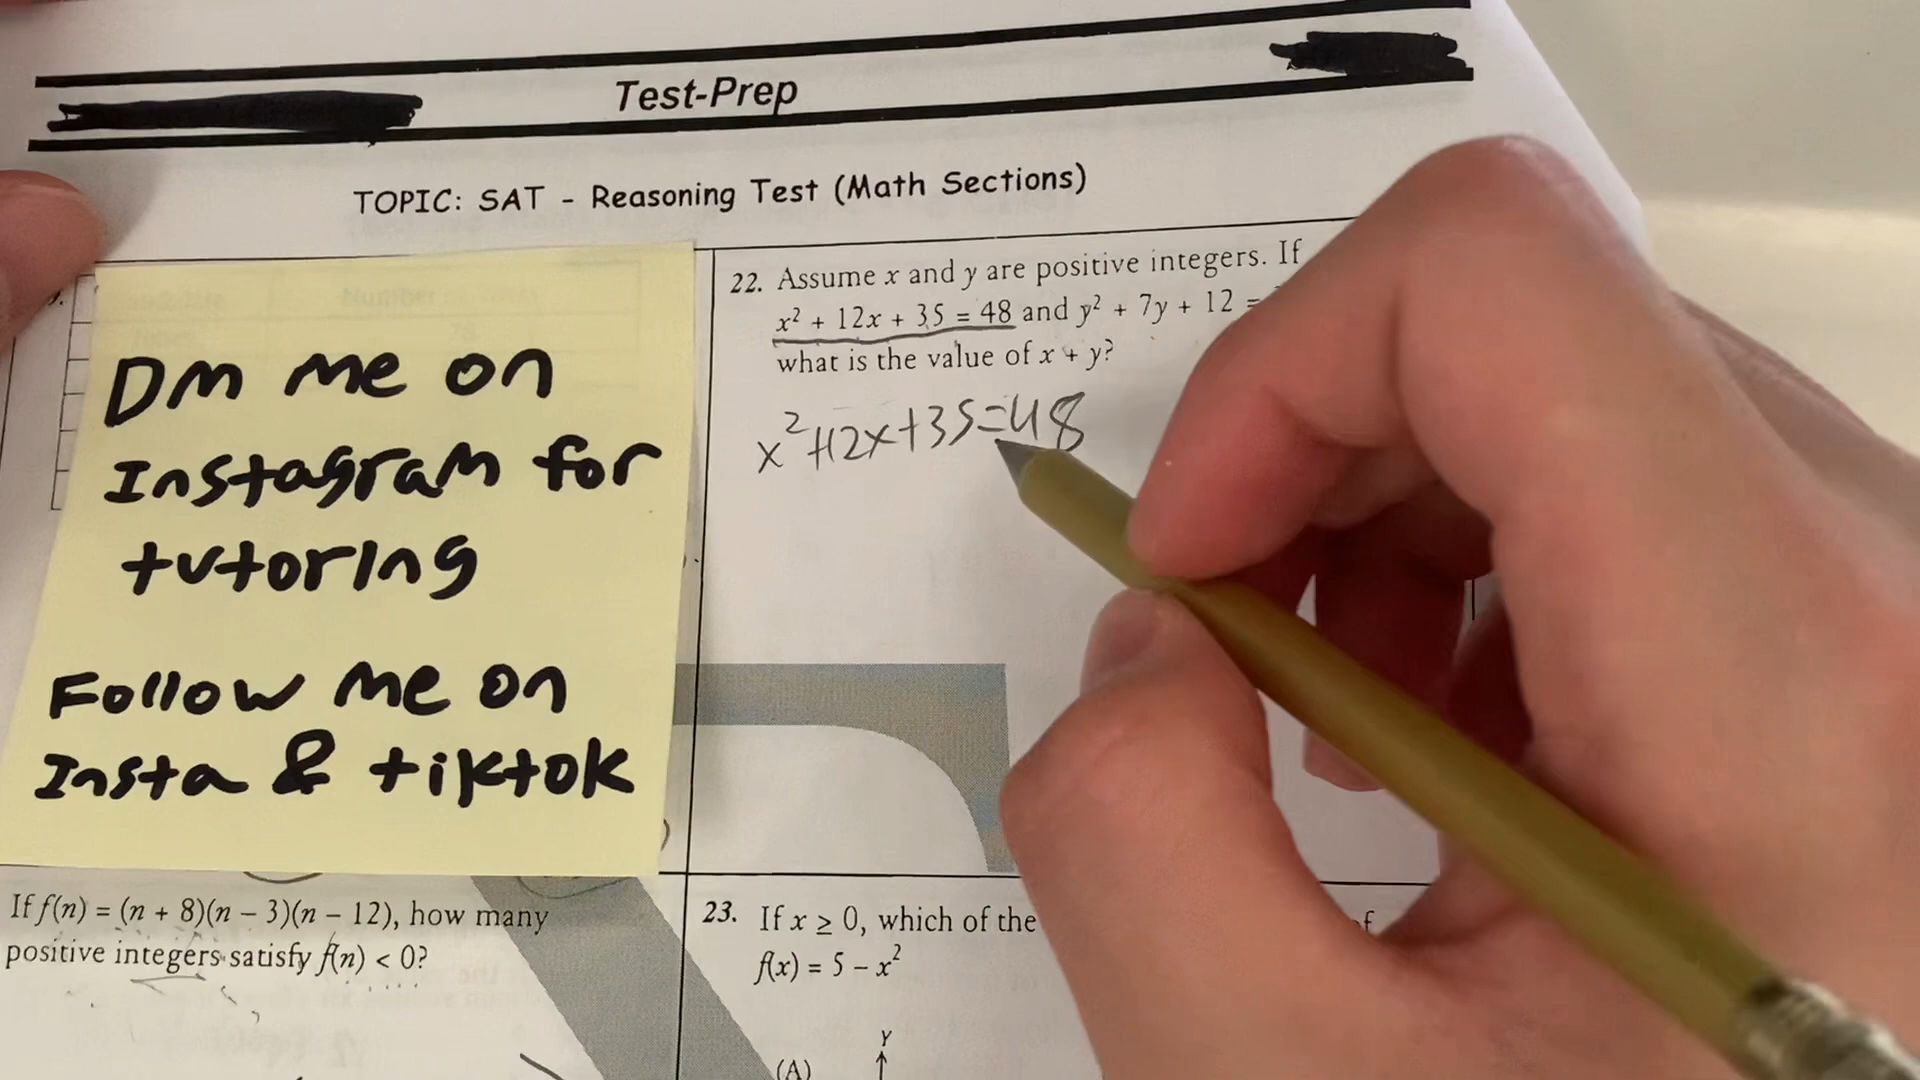 Test-Prep
TOPIC: SAT - Reasoning Test (Math Sections)
Dm me on
Instagram for
tutoring
Follow me on
Insta & tiktok
22. Assume x and y are positive integers. If
x² + 12x + 35 = 48 and y² + 7y + 12 =
what is the value of x + y?
x²+12x+35=48
If f(n) = (n + 8)(n – 3)(n – 12), how many
positive integers satisfy f(n) < 0?
23. If x ≥ 0, which of the
f(x) = 5 – x²
(A)
Y